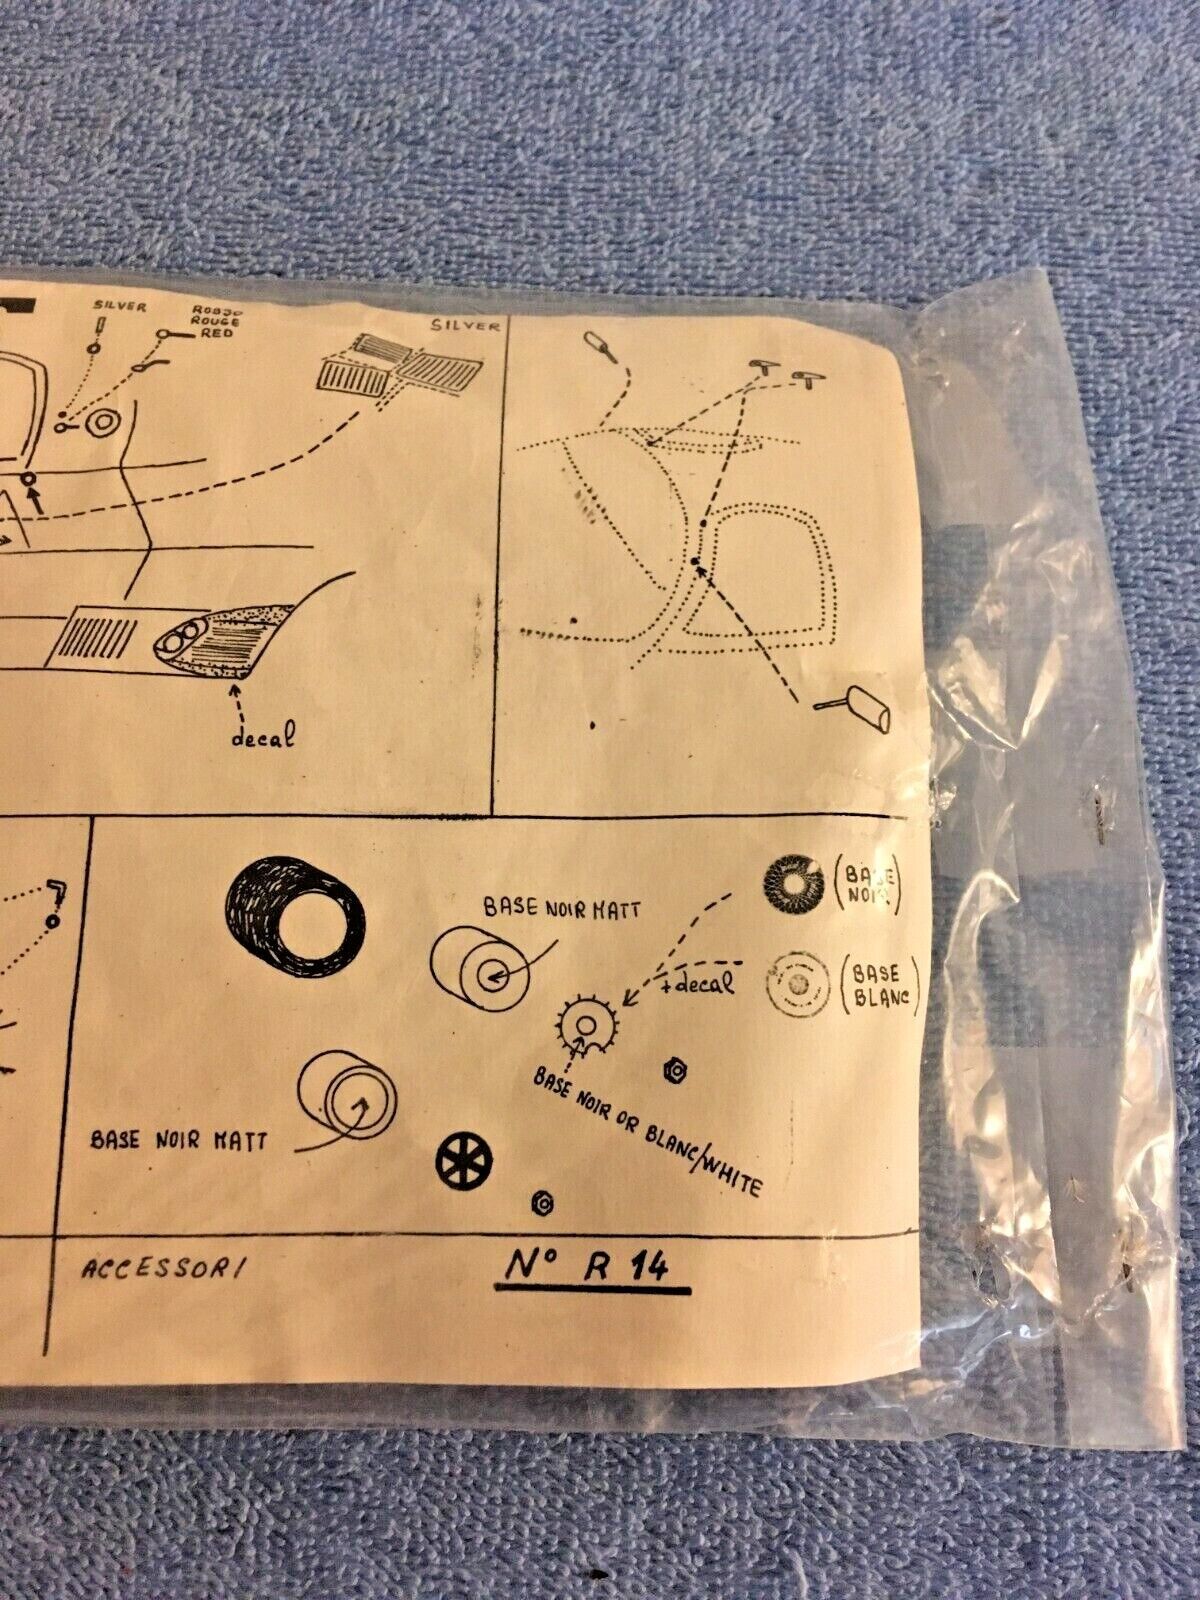 SILVER
ROSSO
ROUGE
RED
SILVER
decal
BASE NOIR MATT
(BASE
NOIR)
+decal
(BASE
BLANC)
BASE NOIR OR BLANC/WHITE
BASE NOIR MATT
ACCESSORI
N° R 14